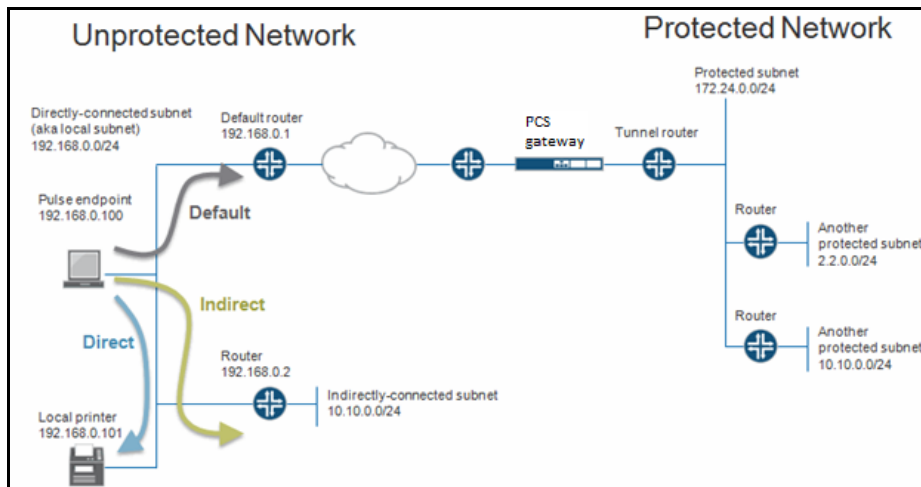 Unprotected Network
Protected Network
Directly-connected subnet
(aka local subnet)
192.168.0.0/24
Default router
192.168.0.1
PCS
gateway
Tunnel router
Protected subnet
172.24.0.0/24
Pulse endpoint
192.168.0.100
Default
Router
Another
protected subnet
2.2.0.0/24
Indirect
Direct
Router
192.168.0.2
Indirectly-connected subnet
10.10.0.0/24
Router
Another
protected subnet
10.10.0.0/24
Local printer
192.168.0.101